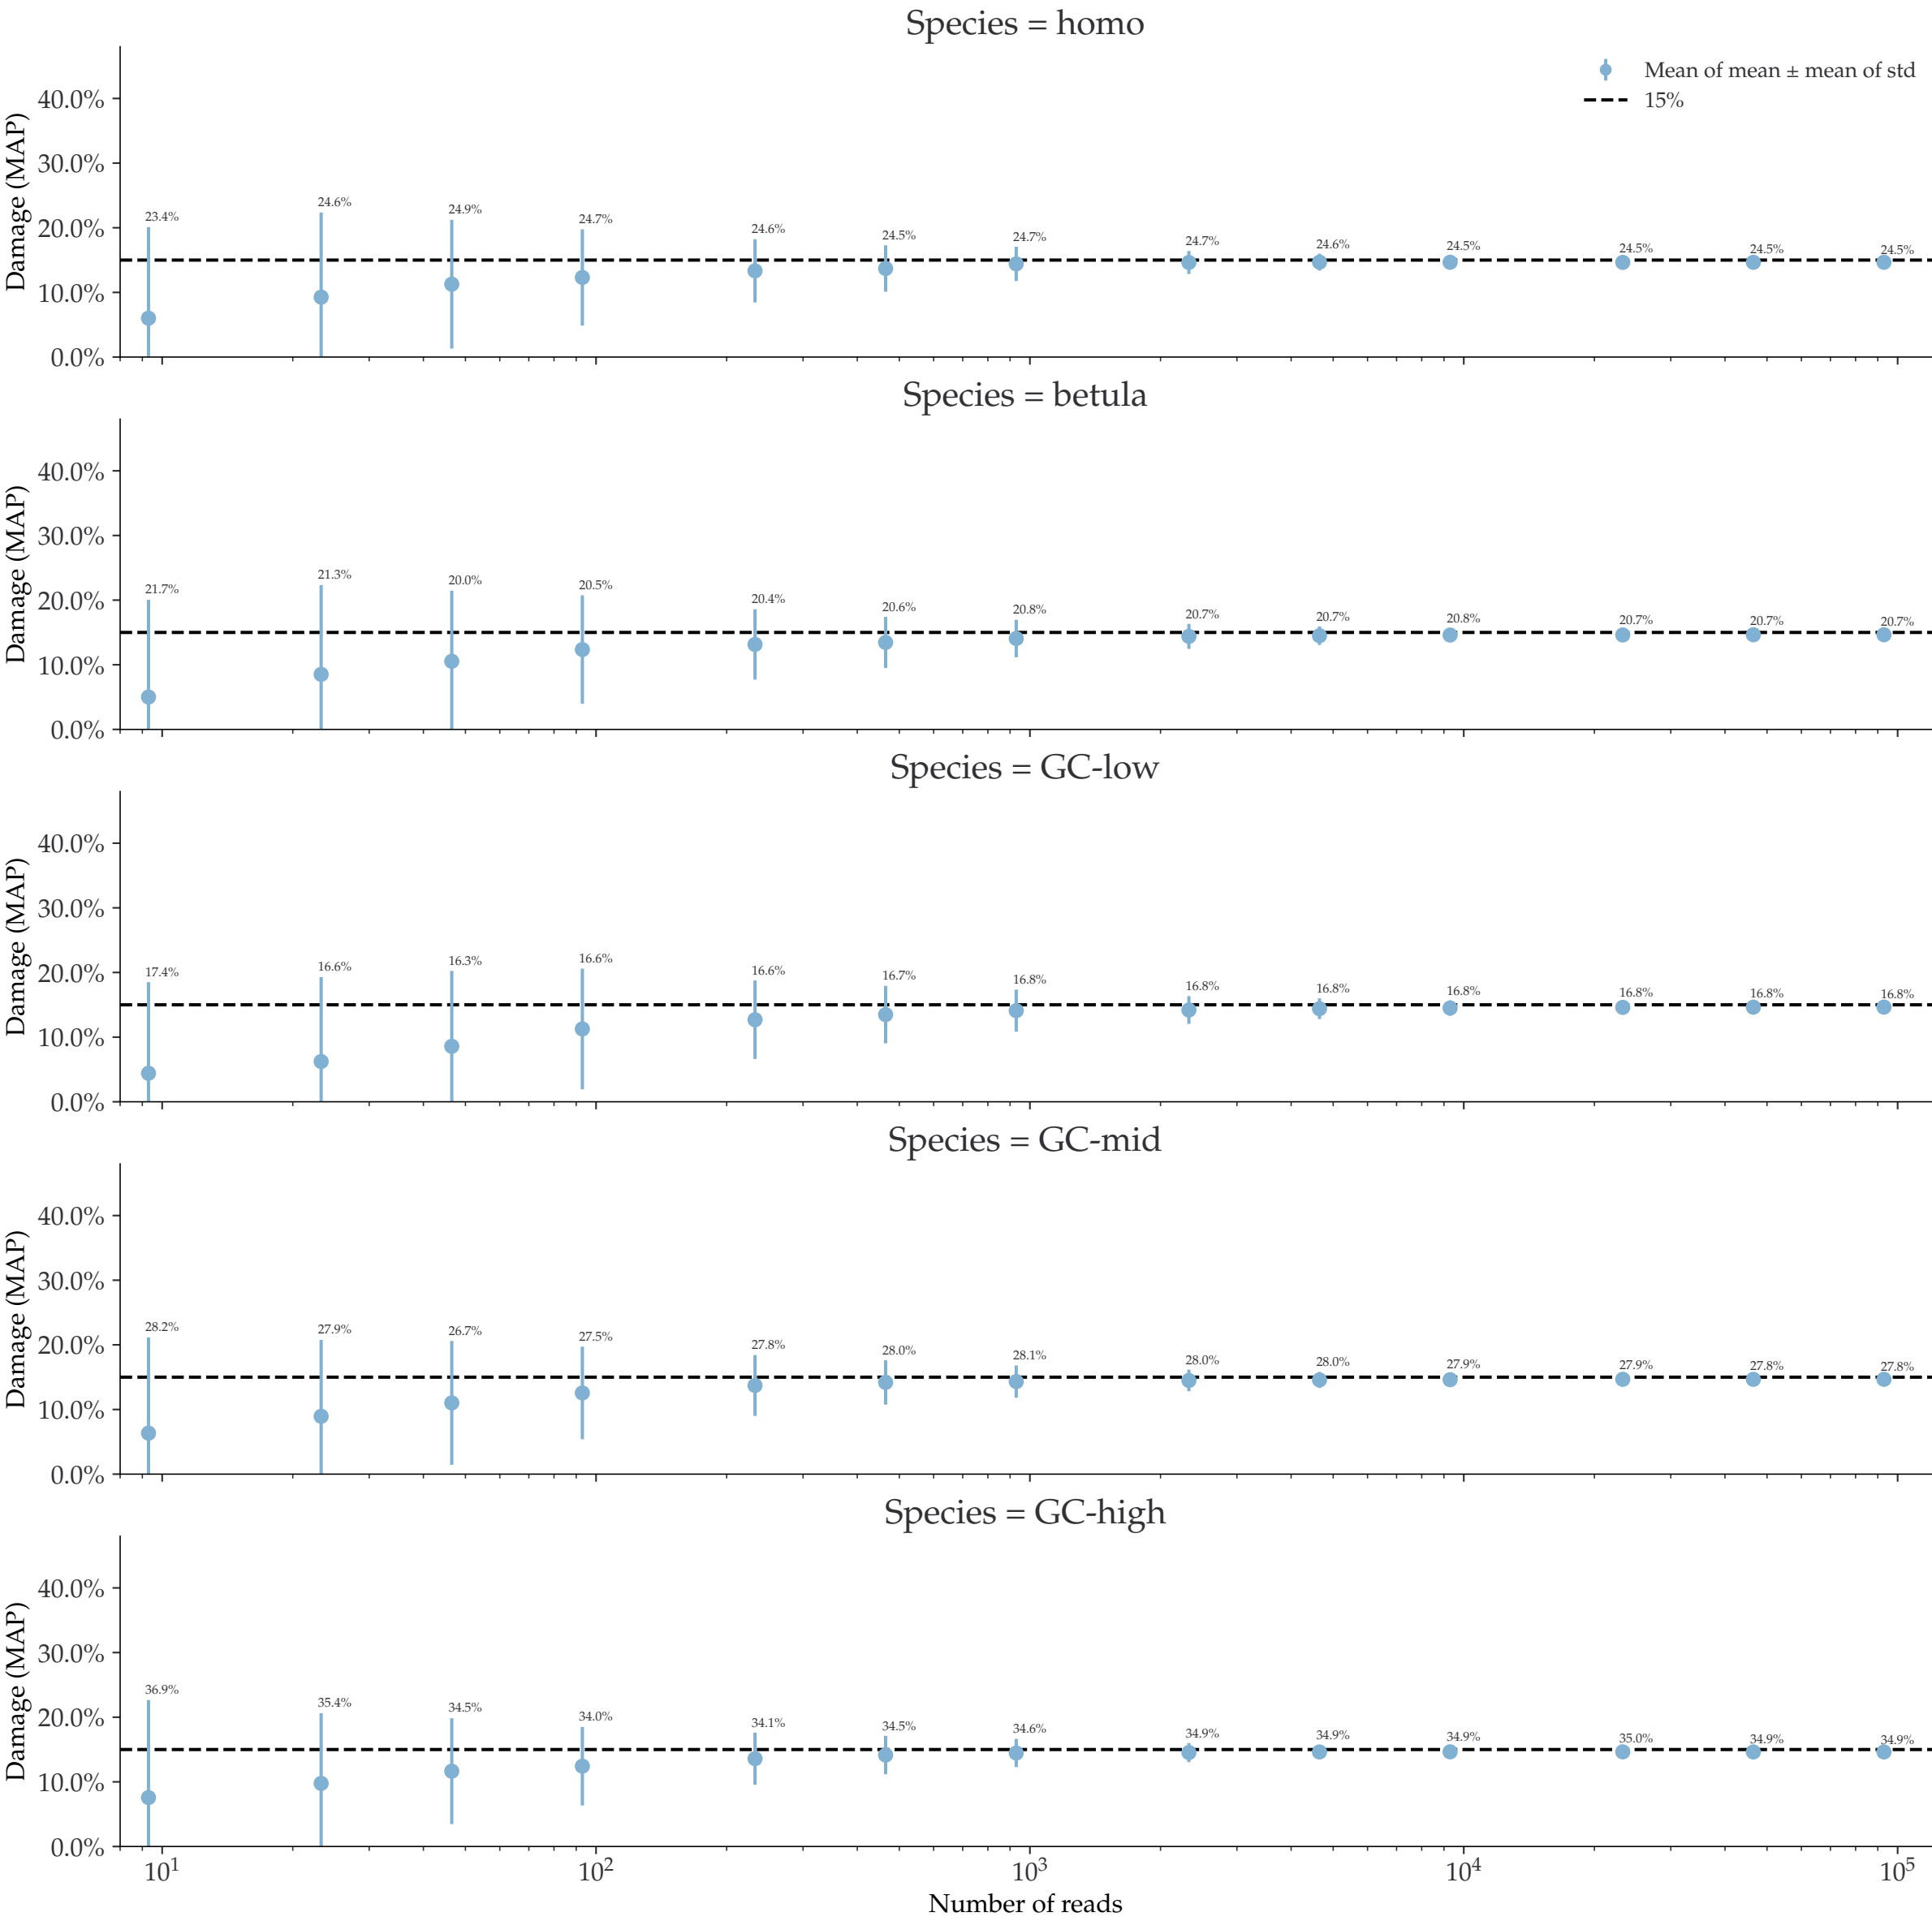 Species = homo
Mean of mean ± mean of std
15%
Damage (MAP)
40.0%
30.0%
20.0%
10.0%
0.0%
23.4% 24.6% 24.9% 24.7% 24.6% 24.5% 24.7% 24.7% 24.6% 24.5% 24.5% 24.5% 24.5%
Species = betula
Damage (MAP)
40.0%
30.0%
20.0%
10.0%
0.0%
21.7% 21.3% 20.0% 20.5% 20.4% 20.6% 20.8% 20.7% 20.7% 20.8% 20.7% 20.7% 20.7%
Species = GC-low
Damage (MAP)
40.0%
30.0%
20.0%
10.0%
0.0%
17.4% 16.6% 16.3% 16.6% 16.6% 16.7% 16.8% 16.8% 16.8% 16.8% 16.8% 16.8% 16.8%
Species = GC-mid
Damage (MAP)
40.0%
30.0%
20.0%
10.0%
0.0%
28.2% 27.9% 26.7% 27.5% 27.8% 28.0% 28.1% 28.0% 28.0% 27.9% 27.9% 27.8% 27.8%
Species = GC-high
Damage (MAP)
40.0%
30.0%
20.0%
10.0%
0.0%
36.9% 35.4% 34.5% 34.0% 34.1% 34.5% 34.6% 34.9% 34.9% 34.9% 35.0% 34.9% 34.9%
10¹ 10² 10³ 10⁴ 10⁵
Number of reads